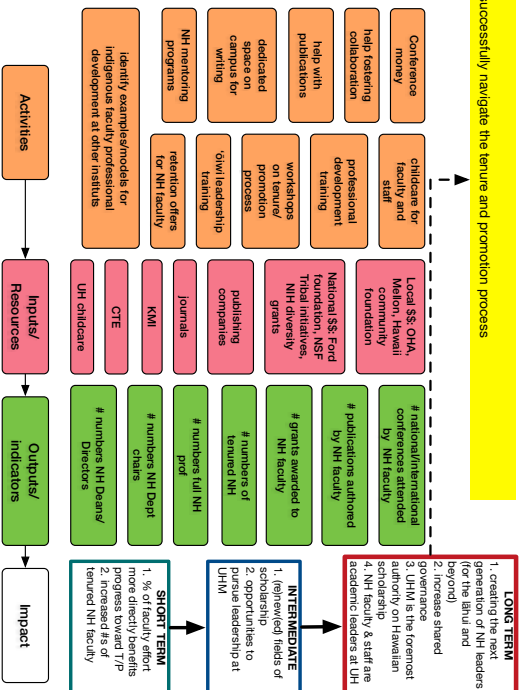 successfully navigate the tenure and promotion process
Conference
money
help fostering
collaboration
help with
publications
dedicated
space on
campus for
writing
NH mentoring
programs
identify examples/models for
indigenous faculty professional
development at other instituts
childcare for
faculty and
staff
professional
development
training
workshops
on tenure/
promotion
process
'ōiwi leadership
training
retention offers
for NH faculty
Activities
Local $$: OHA,
Mellon, Hawaii
community
foundation
National $$: Ford
foundation, NSF
Tribal initiatives,
NIH diversity
grants
publishing
companies
journals
KMI
CTE
UH childcare
Inputs/
Resources
# national/international
conferences attended
by NH faculty
# publications authored
by NH faculty
# grants awarded to
NH faculty
# numbers of
tenured NH
# numbers full NH
prof
# numbers NH Dept
chairs
# numbers NH Deans/
Directors
Outputs/
indicators
LONG TERM
1. creating the next
generation of NH leaders
(for the lāhui and
beyond)
2. increase shared
governance
3. UHM is the foremost
authority on Hawaiian
scholarship
4. NH faculty & staff are
academic leaders at UH
INTERMEDIATE
1. (re)new(ed) fields of
scholarship
2. opportunities to
pursue leadership at
UHM
SHORT TERM
1. % of faculty effort
more directly benefits
progress toward T/P
2. increased #s of
tenured NH faculty
Impact